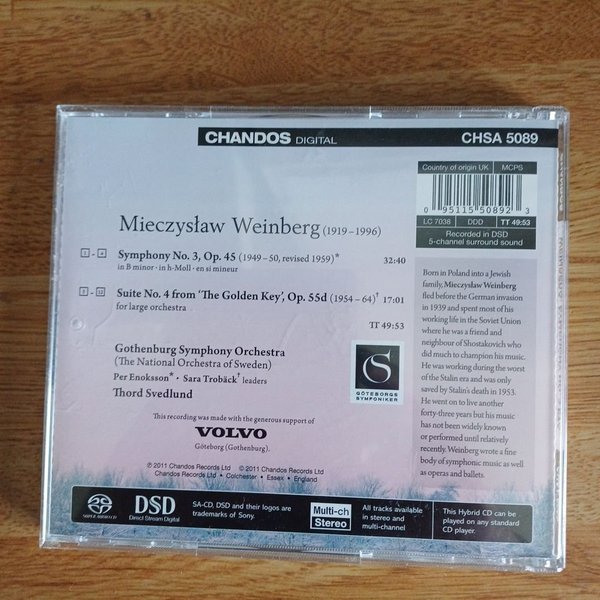 CHANDOS DIGITAL CHSA 5089
Country of origin UK MCPS
0 95115 50892 3
LC 7038 DDD TT 49:53
Recorded in DSD
5-channel surround sound
Mieczysław Weinberg (1919–1996)
1 - 4 Symphony No. 3, Op. 45 (1949–50, revised 1959)* 32:40
in B minor · in h-Moll · en si mineur
Suite No. 4 from ‘The Golden Key’, Op. 55d (1954–64)† 17:01
for large orchestra
TT 49:53
Gothenburg Symphony Orchestra
(The National Orchestra of Sweden)
Per Enoksson* · Sara Trobäck† leaders
Thord Svedlund
S
GÖTEBORGS
SYMFONIKER
This recording was made with the generous support of
VOLVO
Göteborg (Gothenburg).
℗ 2011 Chandos Records Ltd © 2011 Chandos Records Ltd
Chandos Records Ltd • Colchester • Essex • England
Born in Poland into a Jewish
family, Mieczysław Weinberg
fled before the German invasion
in 1939 and spent most of his
working life in the Soviet Union
where he was a friend and
neighbour of Shostakovich who
did much to champion his music.
He was working during the worst
of the Stalin era and was only
saved by Stalin's death in 1953.
He went on to live another
forty-three years but his music
has not been widely known
or performed until relatively
recently. Weinberg wrote a fine
body of symphonic music as well
as operas and ballets.
SUPER AUDIO CD
DSD
Direct Stream Digital
SA-CD, DSD and their logos are
trademarks of Sony.
Multi-ch
Stereo
All tracks available
in stereo and
multi-channel
This Hybrid CD can be
played on any standard
CD player.